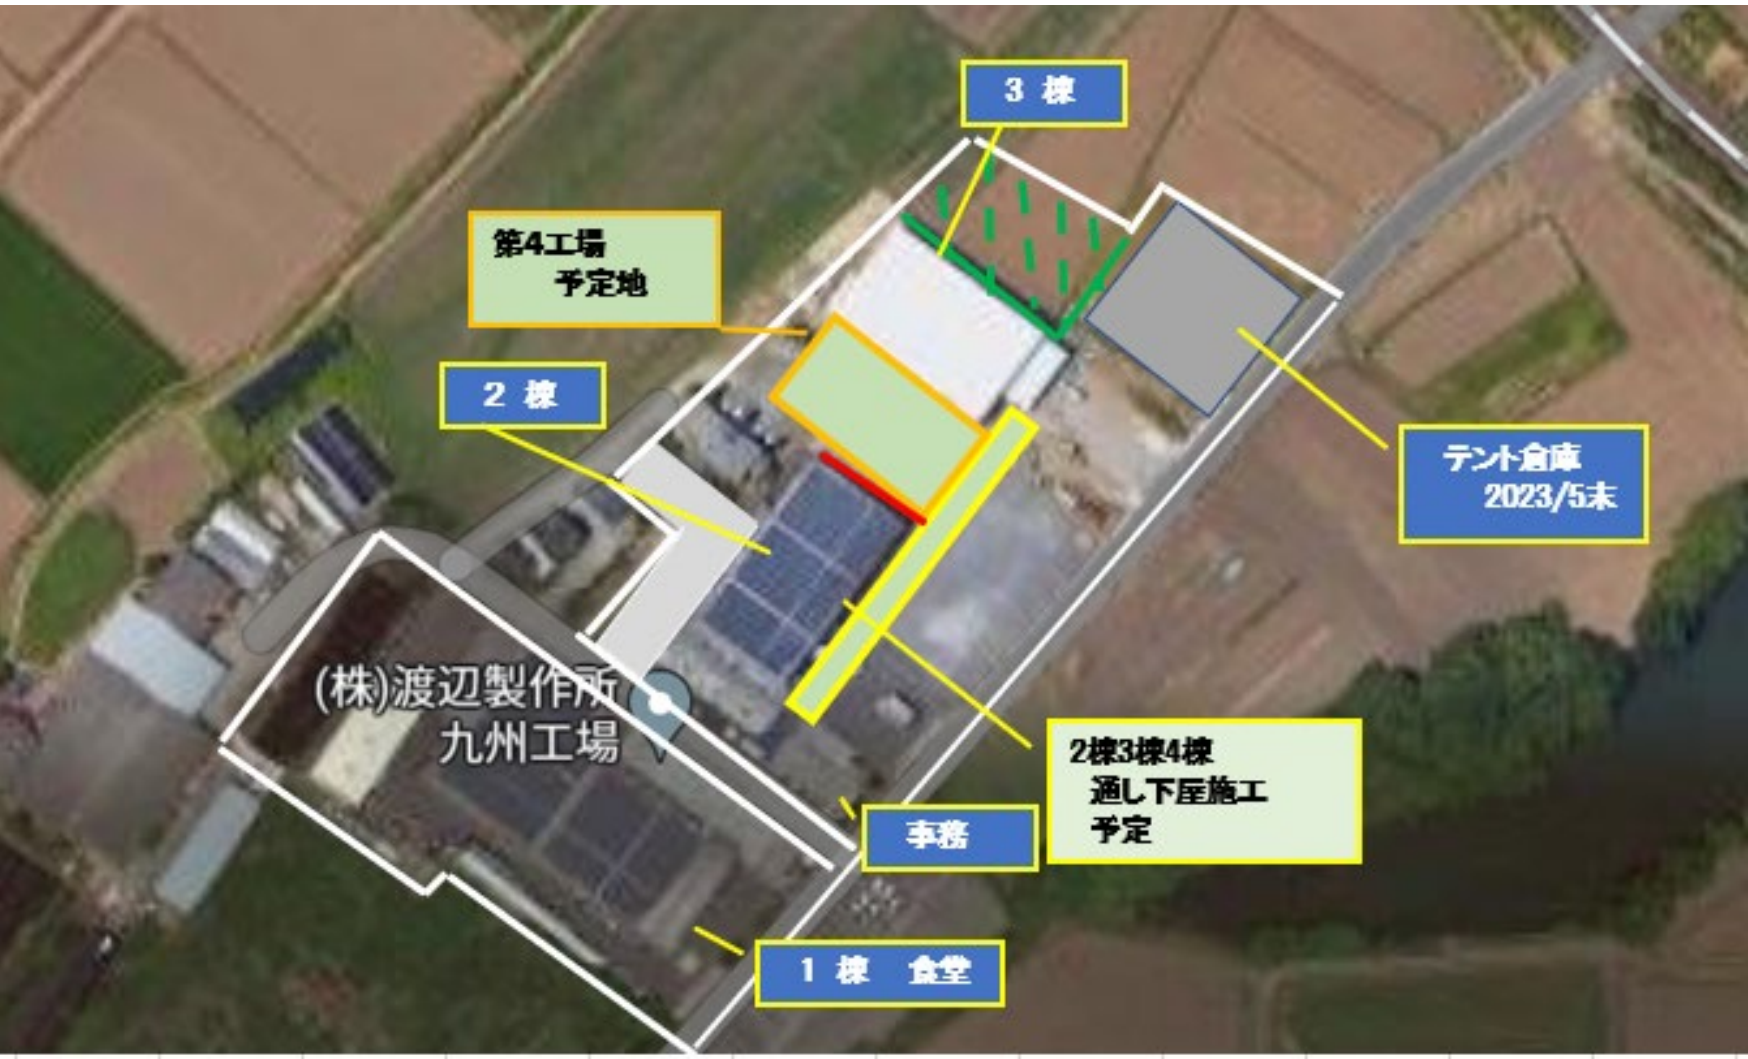 3 棟
第4工場
予定地
2 棟
テント倉庫
2023/5末
(株)渡辺製作所
九州工場
2棟3棟4棟
通し下屋施工
予定
事務
1 棟 食堂